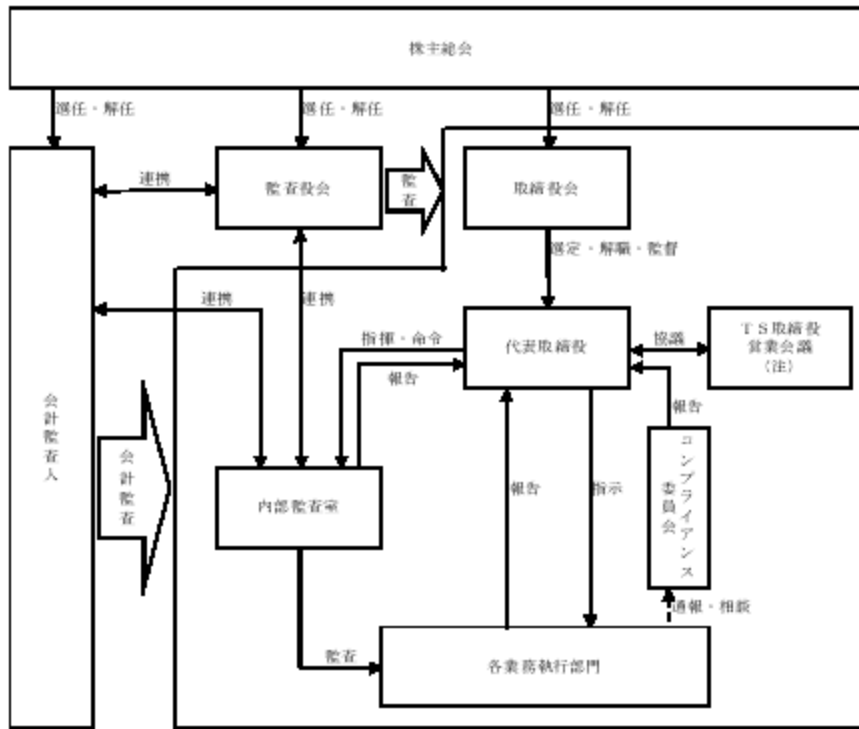 株主総会
選任・解任
選任・解任
選任・解任
連携
監査役会
監査
取締役会
選定・解職・監督
連携
連携
指揮・命令
報告
代表取締役
協議
TS取締役
営業会議
(注)
報告
会計監査人
会計監査
内部監査室
報告
指示
コンプライアンス
委員会
通報・相談
監査
各業務執行部門